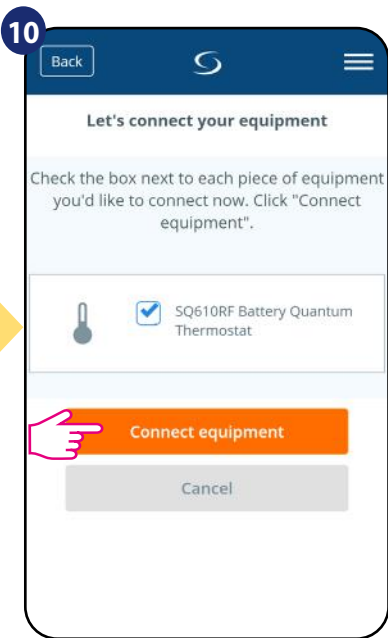 10
Back
Let's connect your equipment
Check the box next to each piece of equipment
you'd like to connect now. Click "Connect
equipment".
SQ610RF Battery Quantum
Thermostat
Connect equipment
Cancel